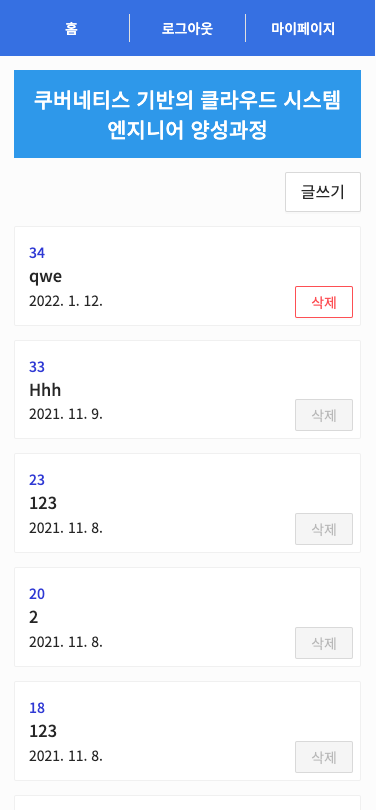 홈
로그아웃
마이페이지
쿠버네티스 기반의 클라우드 시스템
엔지니어 양성과정
글쓰기
34
qwe
2022. 1. 12.
삭제
33
Hhh
2021. 11. 9.
삭제
23
123
2021. 11. 8.
삭제
20
2
2021. 11. 8.
삭제
18
123
2021. 11. 8.
삭제